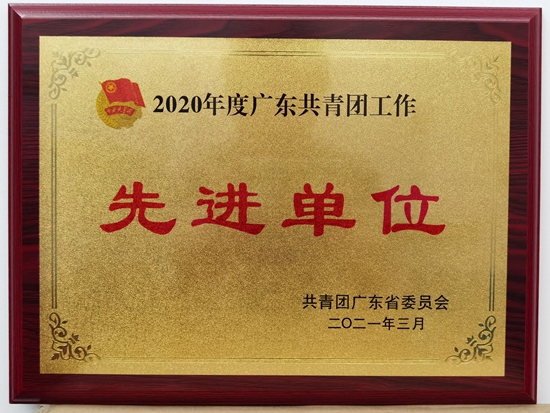 2020年度广东共青团工作
先进单位
共青团广东省委员会
二〇二一年三月